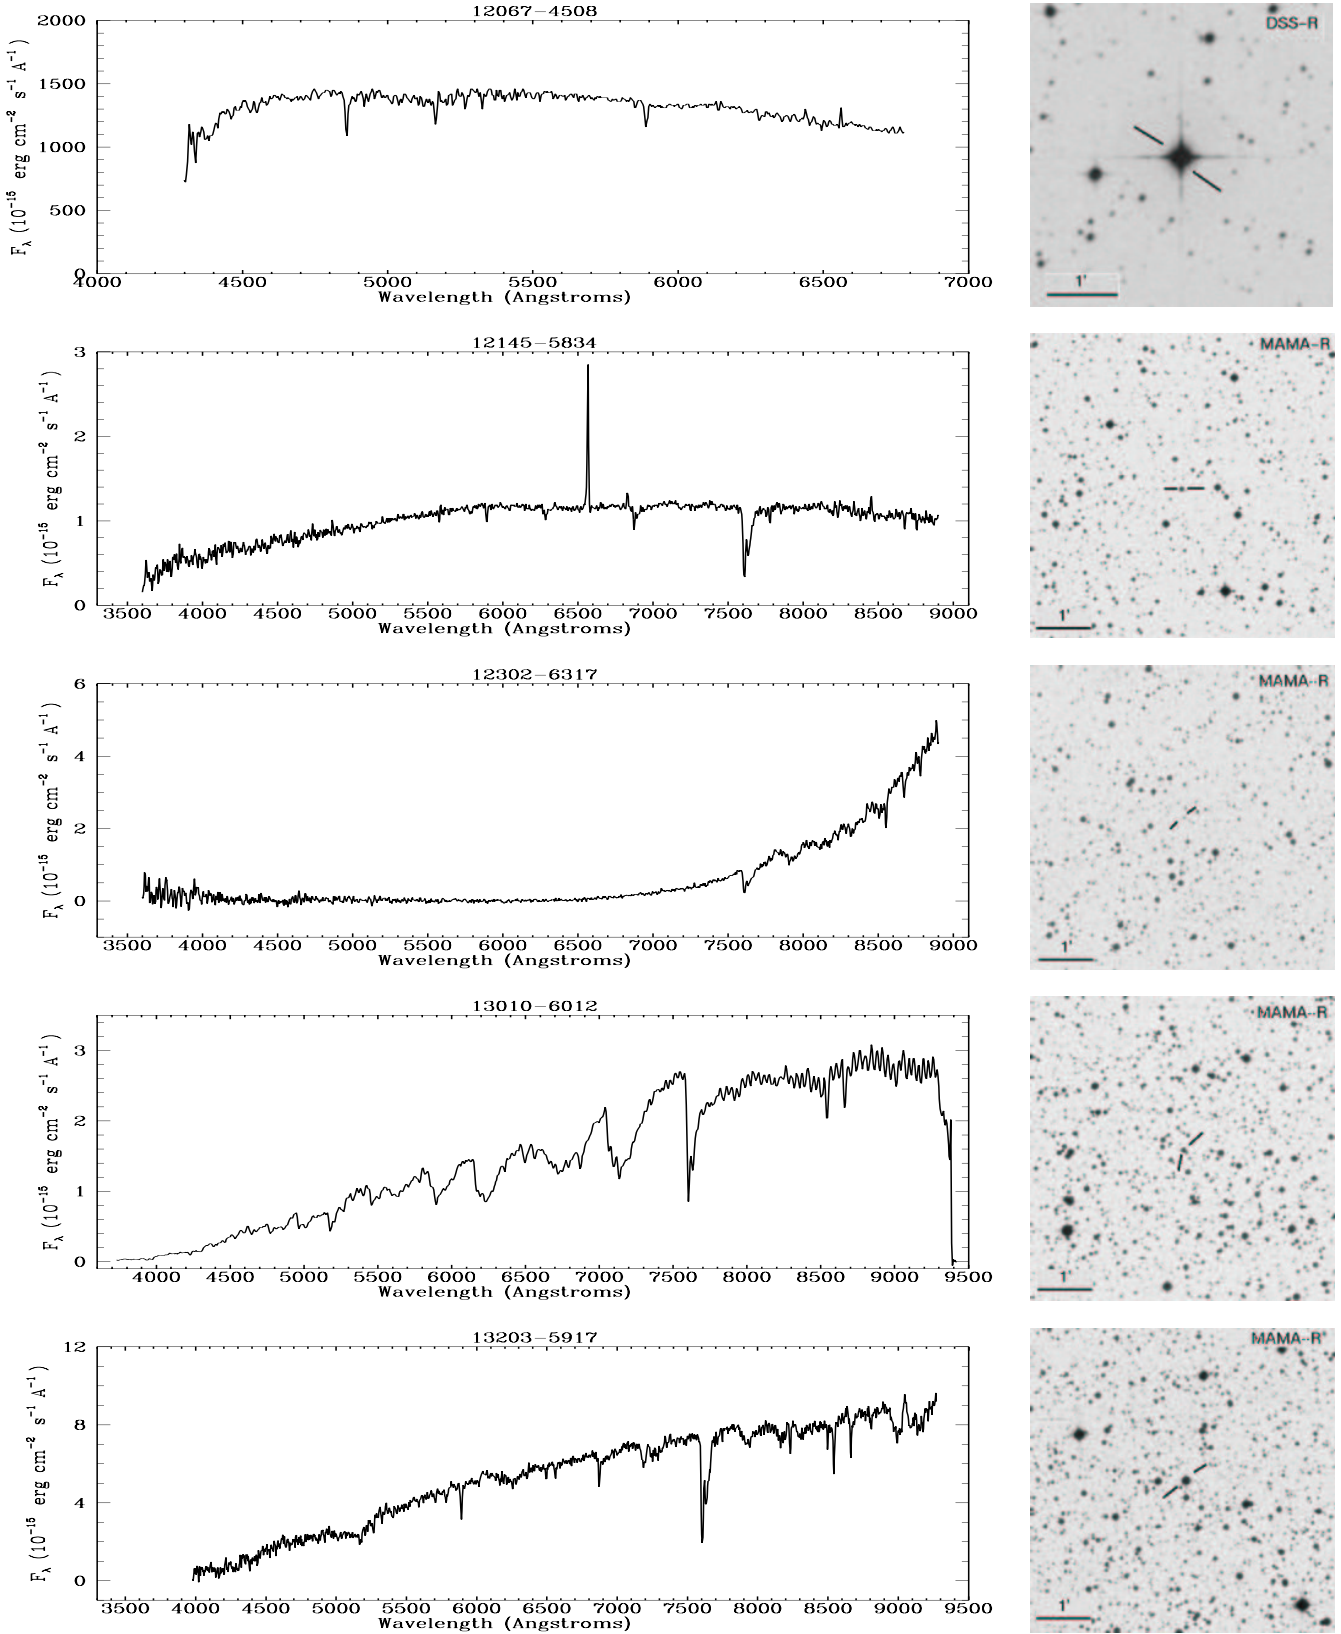 12067-4508
DSS-R
F_λ (10^-15 erg cm^-2 s^-1 A^-1)
2000
1500
1000
500
0
4000 4500 5000 5500 6000 6500 7000
Wavelength (Angstroms)
1'
12145-5834
MAMA-R
F_λ (10^-15 erg cm^-2 s^-1 A^-1)
3
2
1
0
3500 4000 4500 5000 5500 6000 6500 7000 7500 8000 8500 9000
Wavelength (Angstroms)
1'
12302-6317
MAMA-R
F_λ (10^-15 erg cm^-2 s^-1 A^-1)
6
4
2
0
3500 4000 4500 5000 5500 6000 6500 7000 7500 8000 8500 9000
Wavelength (Angstroms)
1'
13010-6012
MAMA-R
F_λ (10^-15 erg cm^-2 s^-1 A^-1)
3
2
1
0
4000 4500 5000 5500 6000 6500 7000 7500 8000 8500 9000 9500
Wavelength (Angstroms)
1'
13203-5917
MAMA-R
F_λ (10^-15 erg cm^-2 s^-1 A^-1)
12
8
4
0
3500 4000 4500 5000 5500 6000 6500 7000 7500 8000 8500 9000 9500
Wavelength (Angstroms)
1'